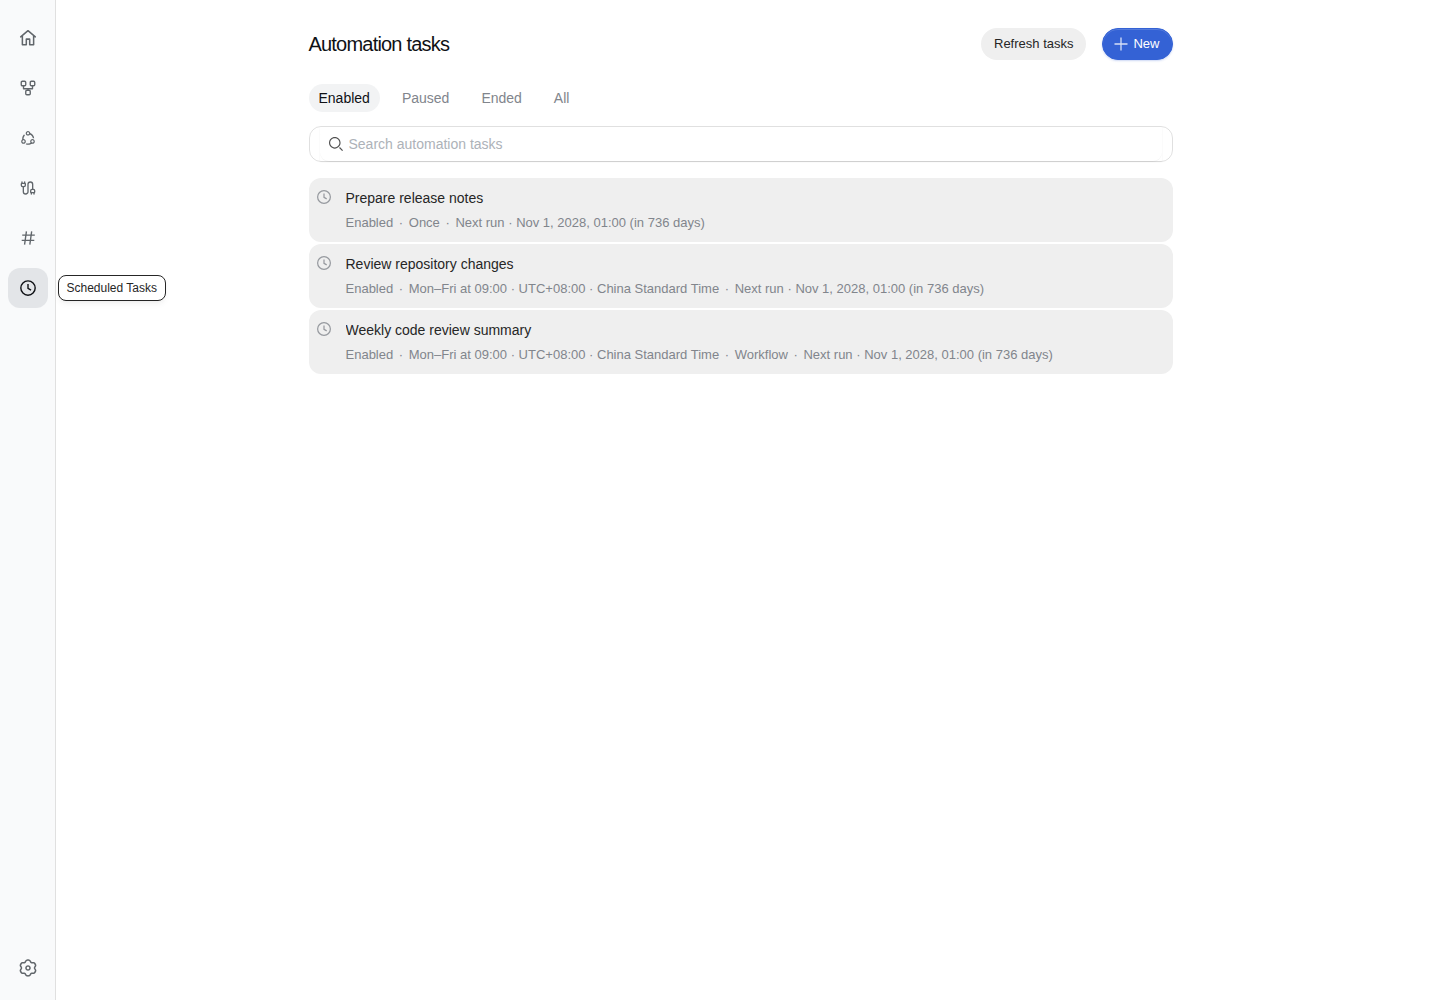 Automation tasks
Refresh tasks
New
Enabled
Paused
Ended
All
Search automation tasks
Prepare release notes
Enabled · Once · Next run · Nov 1, 2028, 01:00 (in 736 days)
Review repository changes
Enabled · Mon–Fri at 09:00 · UTC+08:00 · China Standard Time · Next run · Nov 1, 2028, 01:00 (in 736 days)
Scheduled Tasks
Weekly code review summary
Enabled · Mon–Fri at 09:00 · UTC+08:00 · China Standard Time · Workflow · Next run · Nov 1, 2028, 01:00 (in 736 days)